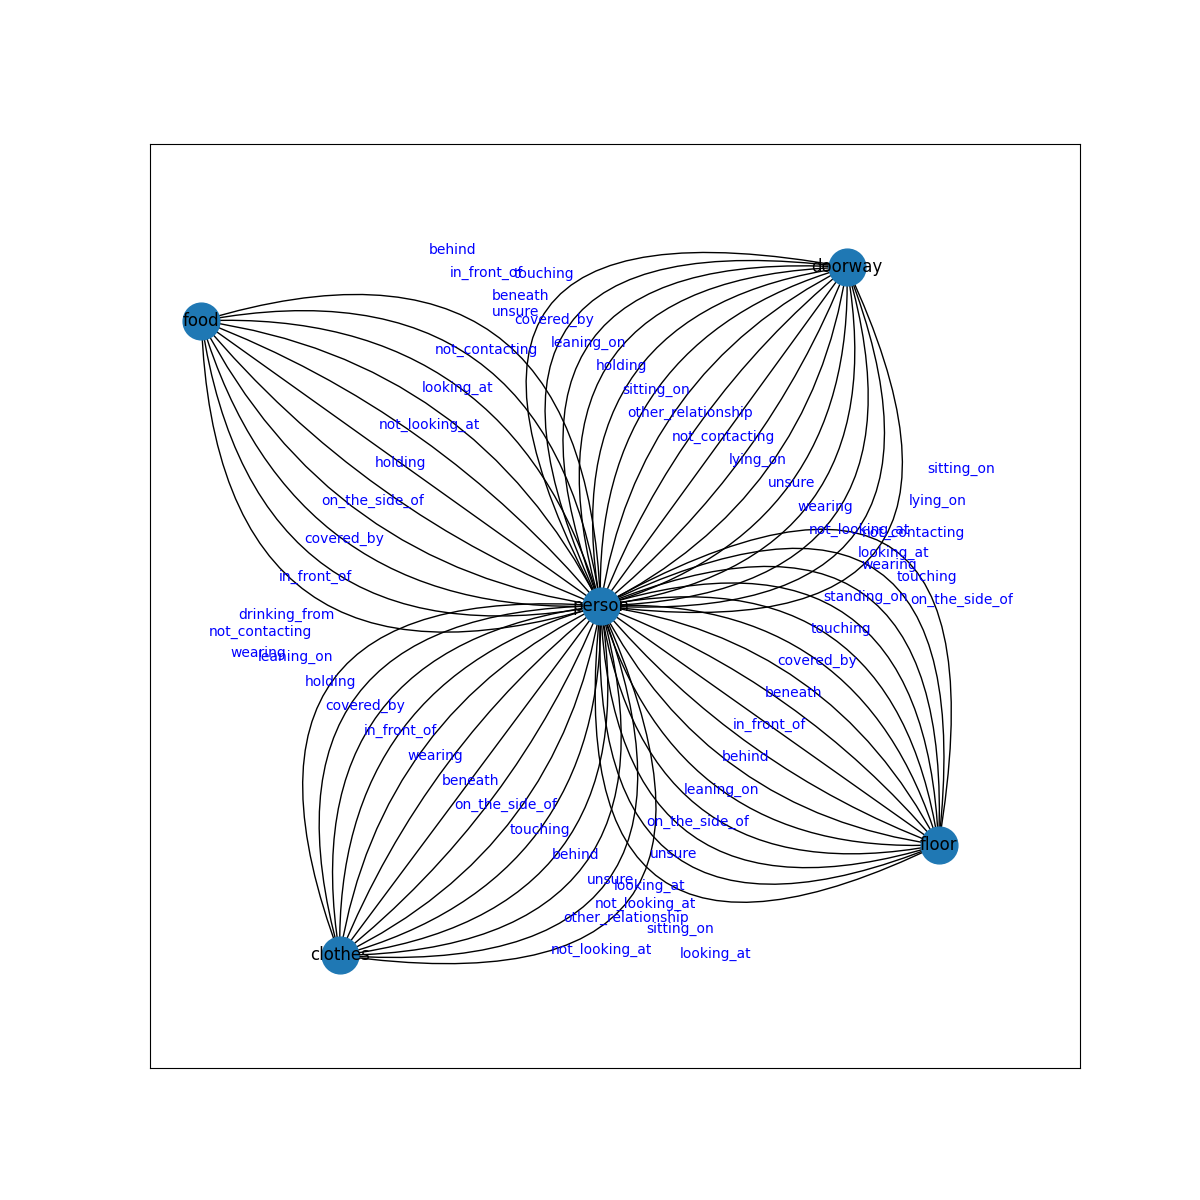 behind
doorway
in_front_of
touching
beneath
unsure
covered_by
food
leaning_on
not_contacting
holding
looking_at
sitting_on
other_relationship
not_looking_at
not_contacting
holding
lying_on
sitting_on
unsure
on_the_side_of
lying_on
wearing
not_looking_at
not_contacting
covered_by
looking_at
wearing
in_front_of
touching
standing_on
on_the_side_of
person
drinking_from
not_contacting
touching
wearing
leaning_on
covered_by
holding
beneath
covered_by
in_front_of
in_front_of
wearing
behind
beneath
leaning_on
on_the_side_of
on_the_side_of
touching
floor
behind
unsure
unsure
looking_at
not_looking_at
other_relationship
sitting_on
not_looking_at
looking_at
clothes